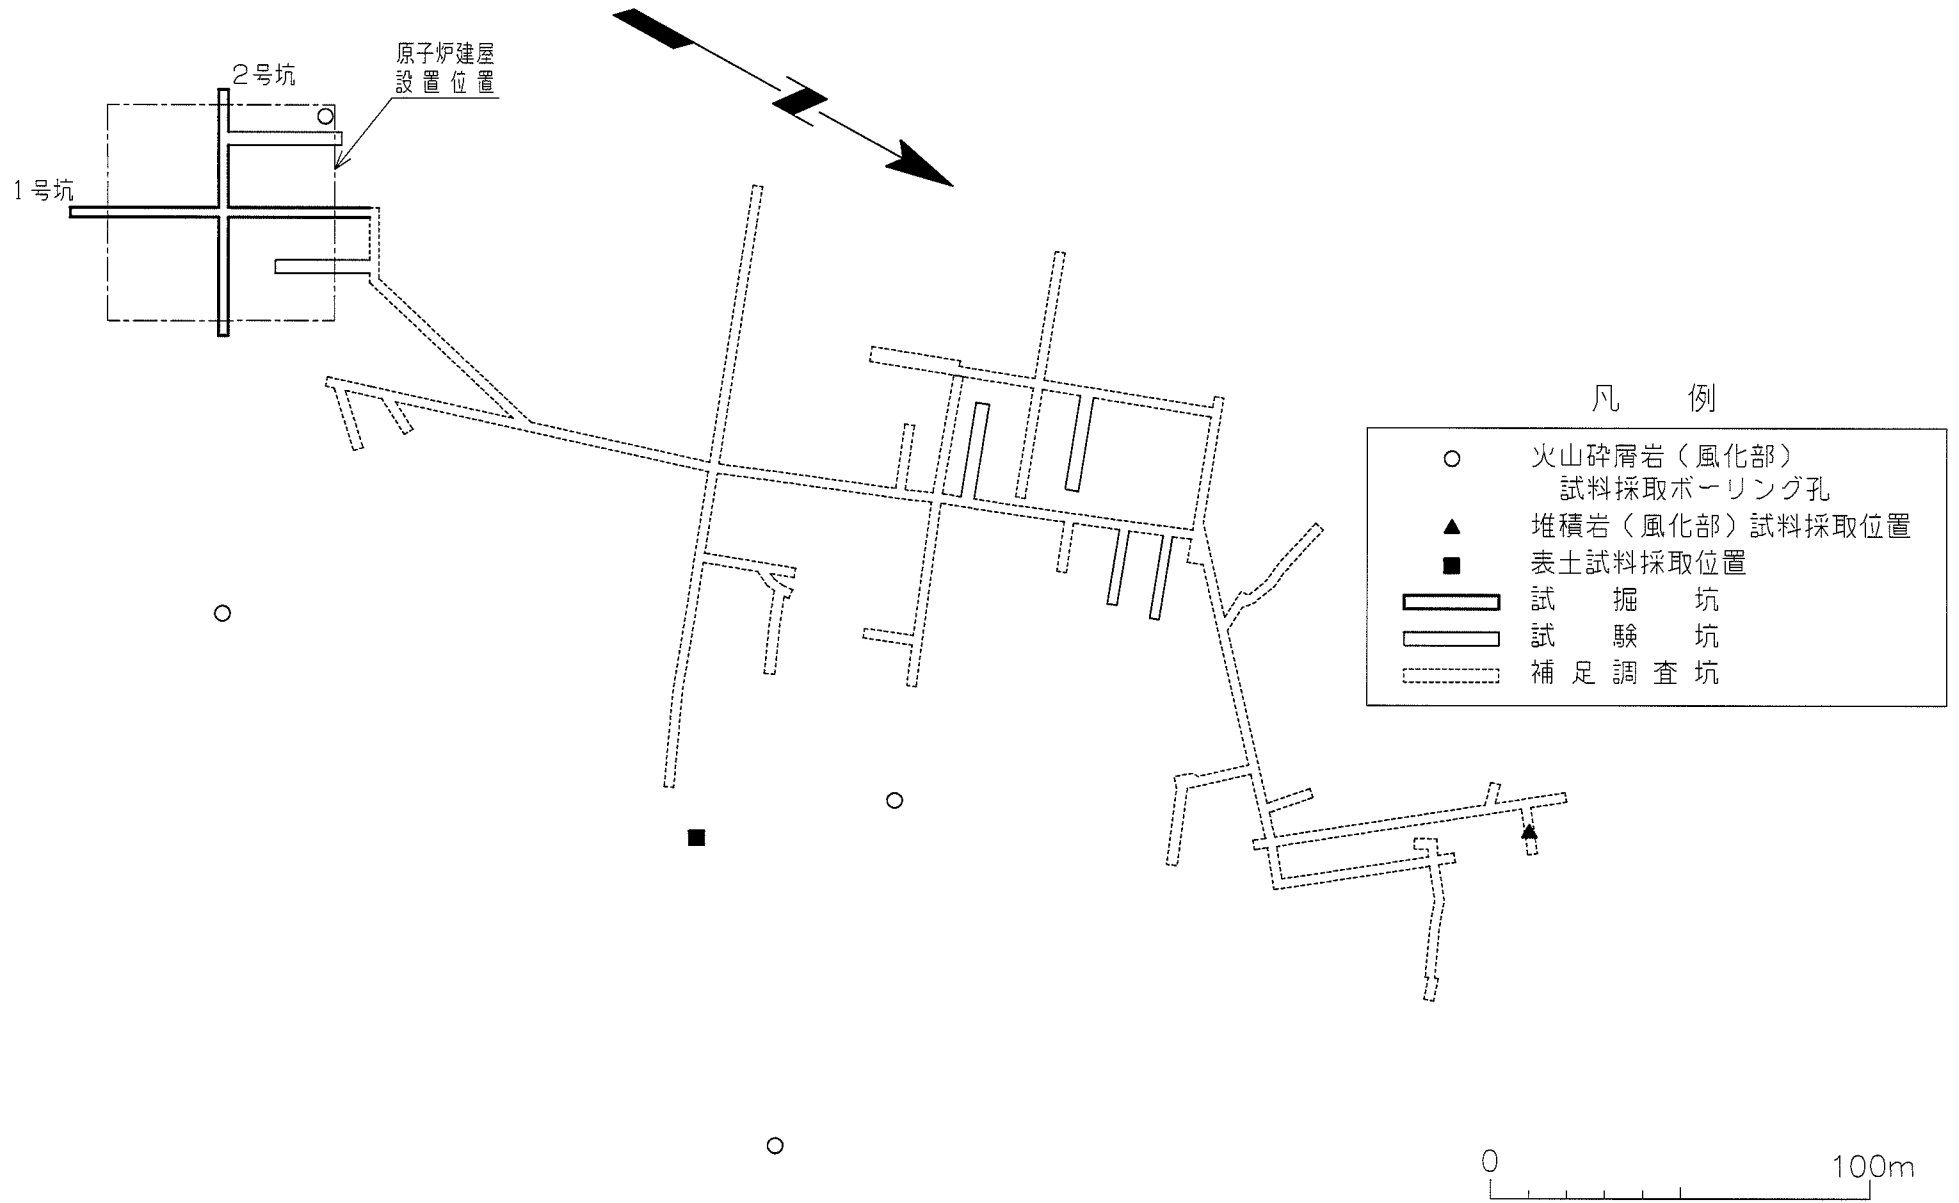 2号坑
原子炉建屋
設置位置
1号坑
凡 例
火山砕屑岩(風化部)
試料採取ボーリング孔
堆積岩(風化部)試料採取位置
表土試料採取位置
試掘坑
試験坑
補足調査坑
0 100m